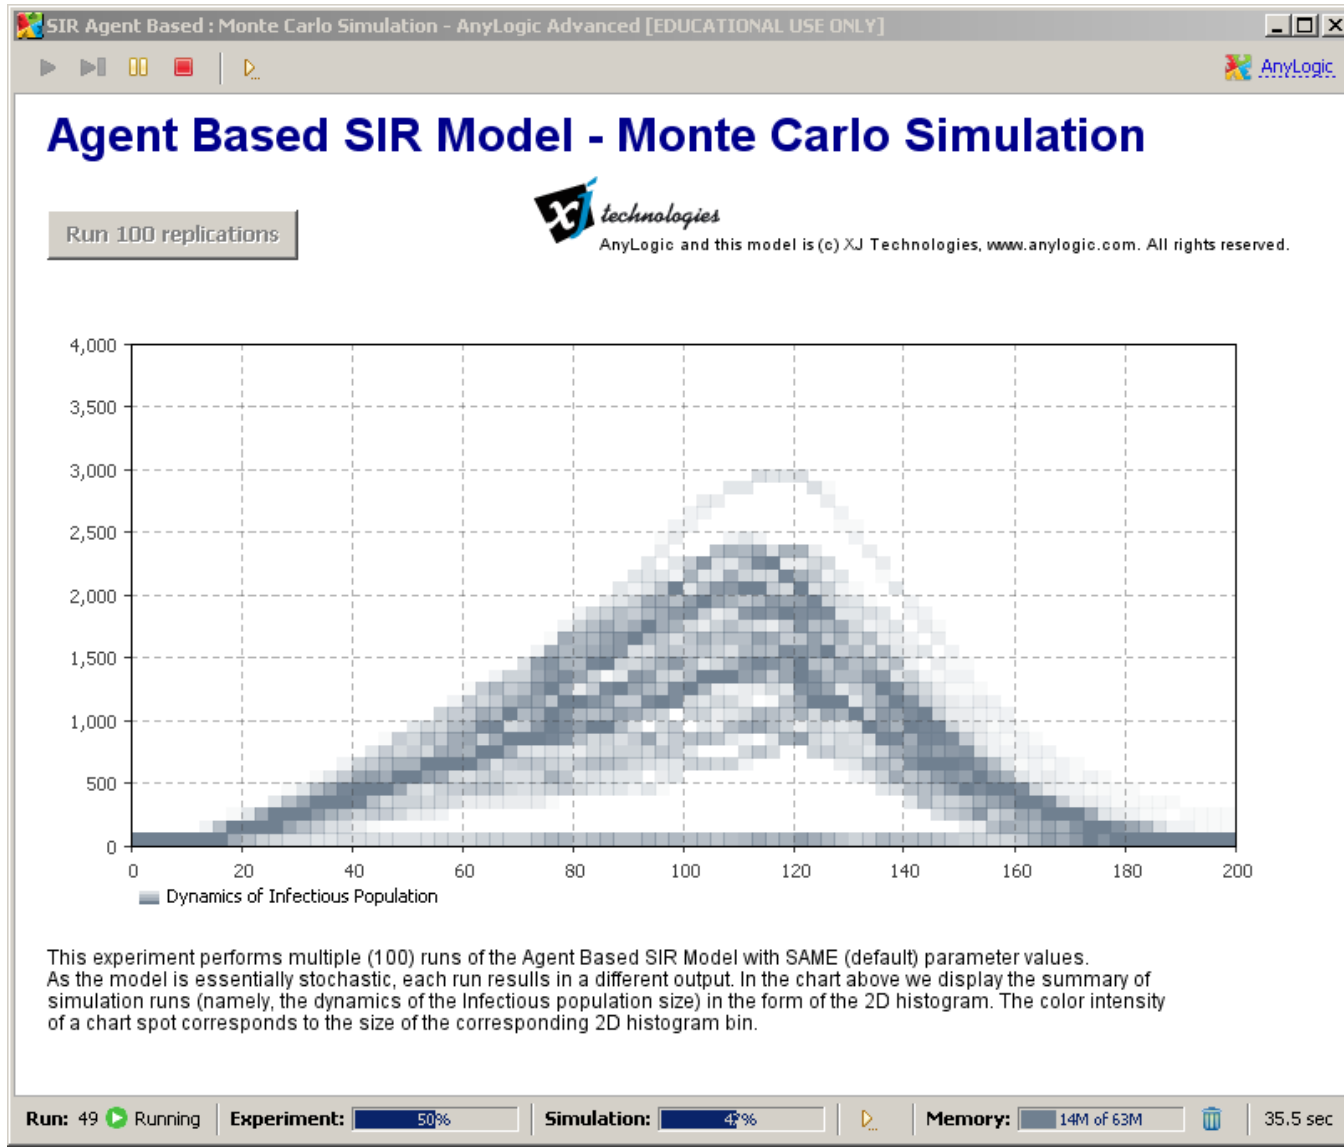 SIR Agent Based : Monte Carlo Simulation - AnyLogic Advanced [EDUCATIONAL USE ONLY]
AnyLogic
Agent Based SIR Model - Monte Carlo Simulation
Run 100 replications
XJ technologies
AnyLogic and this model is (c) XJ Technologies, www.anylogic.com. All rights reserved.
4,000
3,500
3,000
2,500
2,000
1,500
1,000
500
0
0 20 40 60 80 100 120 140 160 180 200
Dynamics of Infectious Population
This experiment performs multiple (100) runs of the Agent Based SIR Model with SAME (default) parameter values.
As the model is essentially stochastic, each run results in a different output. In the chart above we display the summary of
simulation runs (namely, the dynamics of the Infectious population size) in the form of the 2D histogram. The color intensity
of a chart spot corresponds to the size of the corresponding 2D histogram bin.
Run: 49 Running Experiment: 50% Simulation: 47% Memory: 14M of 63M 35.5 sec